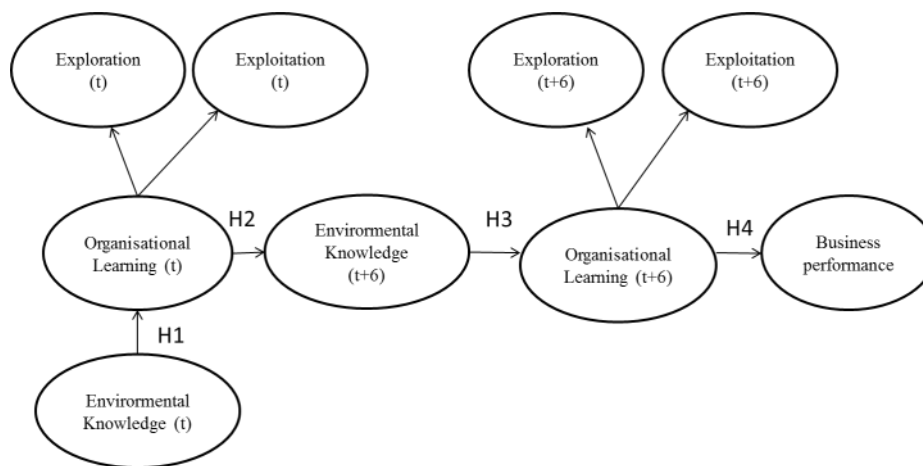 Exploration
(t)
Exploitation
(t)
Exploration
(t+6)
Exploitation
(t+6)
Organisational
Learning (t)
H2
Envirormental
Knowledge
(t+6)
H3
Organisational
Learning (t+6)
H4
Business
performance
H1
Envirormental
Knowledge (t)